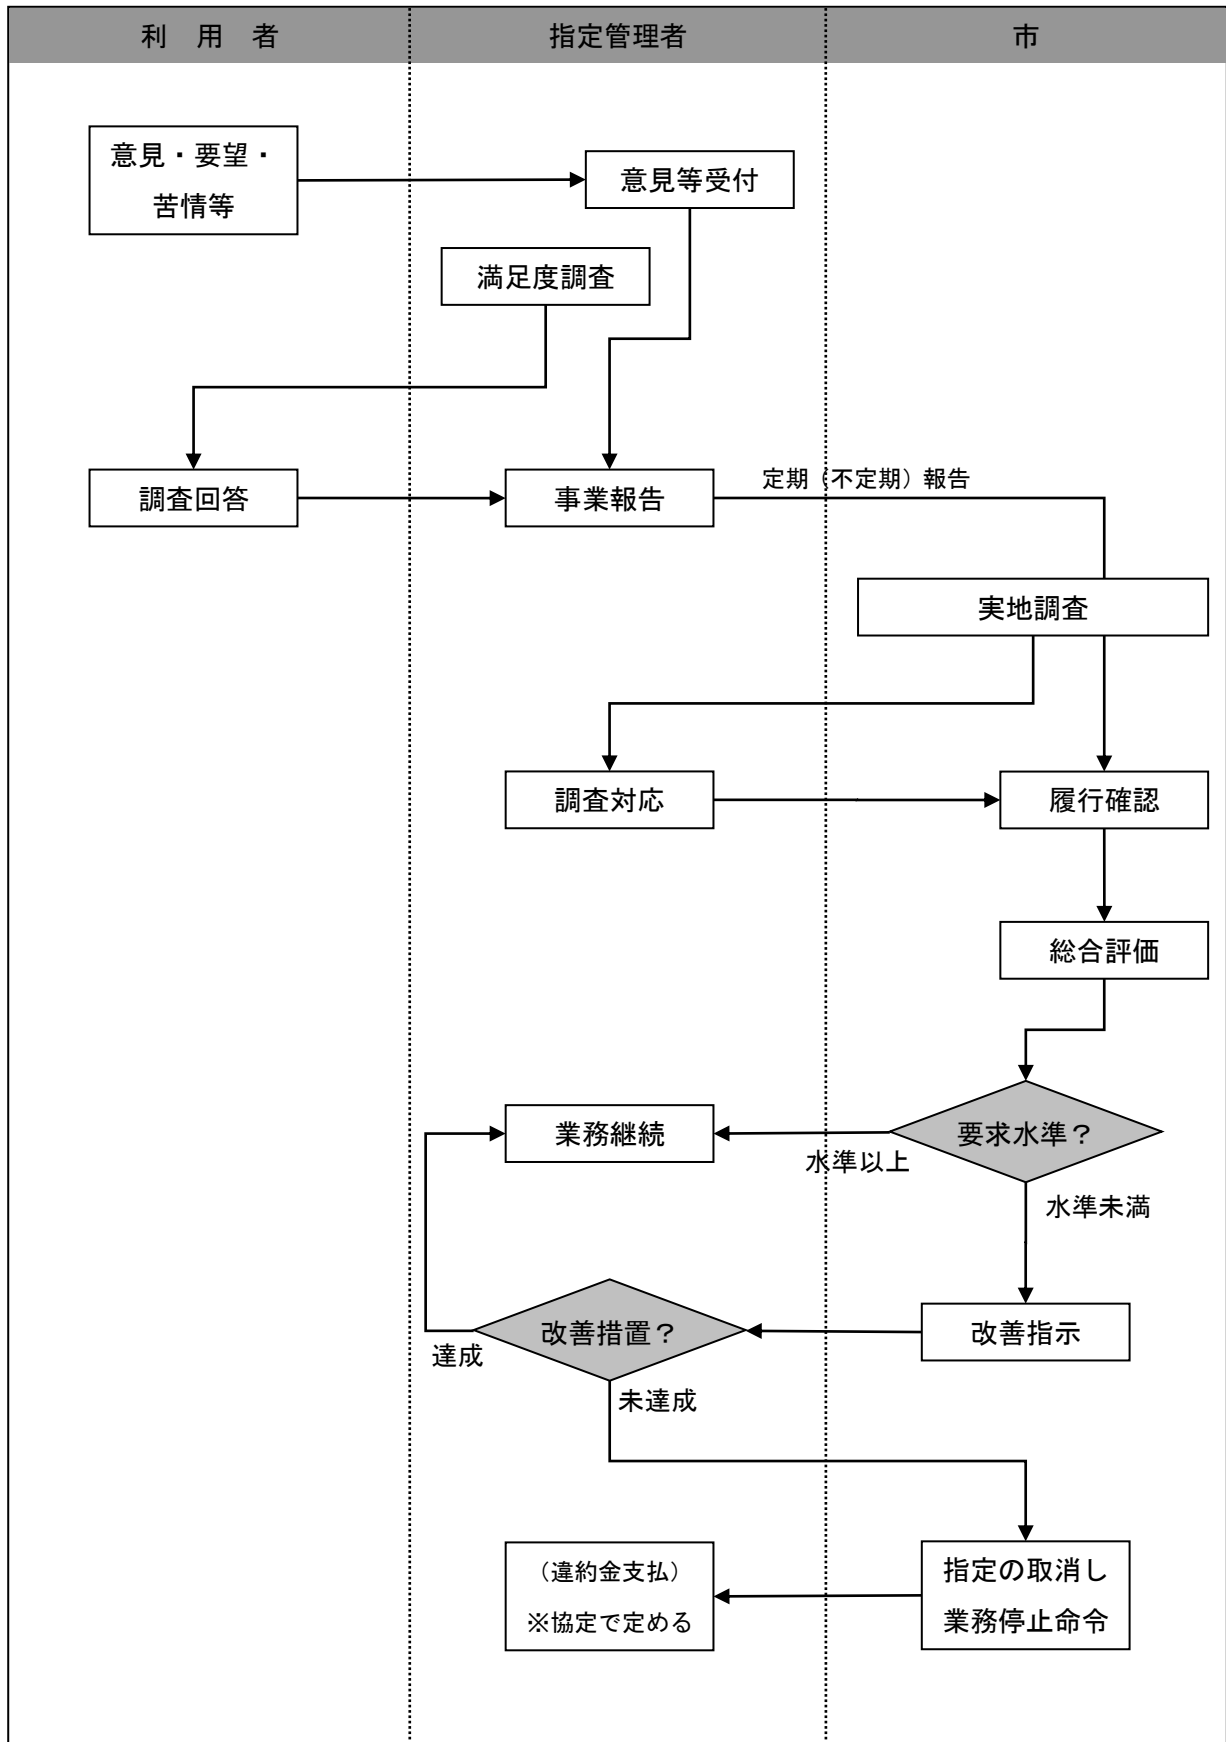 利　用　者
指定管理者
市
意見・要望・
苦情等
意見等受付
満足度調査
調査回答
事業報告
定期（不定期）報告
実地調査
調査対応
履行確認
総合評価
業務継続
要求水準？
水準以上
水準未満
改善措置？
改善指示
達成
未達成
（違約金支払）
※協定で定める
指定の取消し
業務停止命令